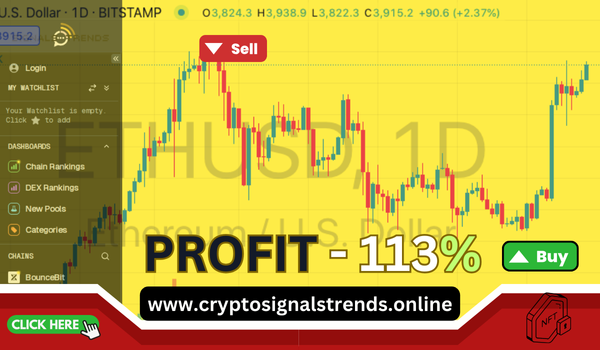 U.S. Dollar · 1D · BITSTAMP O3,824.3 H3,938.9 L3,822.3 C3,915.2 +90.6 (+2.37%)
3915.2
Sell
Login
MY WATCHLIST
Your Watchlist is empty.
Click to add
DASHBOARDS
Chain Rankings
DEX Rankings
New Pools
Categories
CHAINS
BounceBit
ETHUSD, 1D
Ethereum / U.S. Dollar
PROFIT - 113%
Buy
www.cryptosignalstrends.online
CLICK HERE
NFT